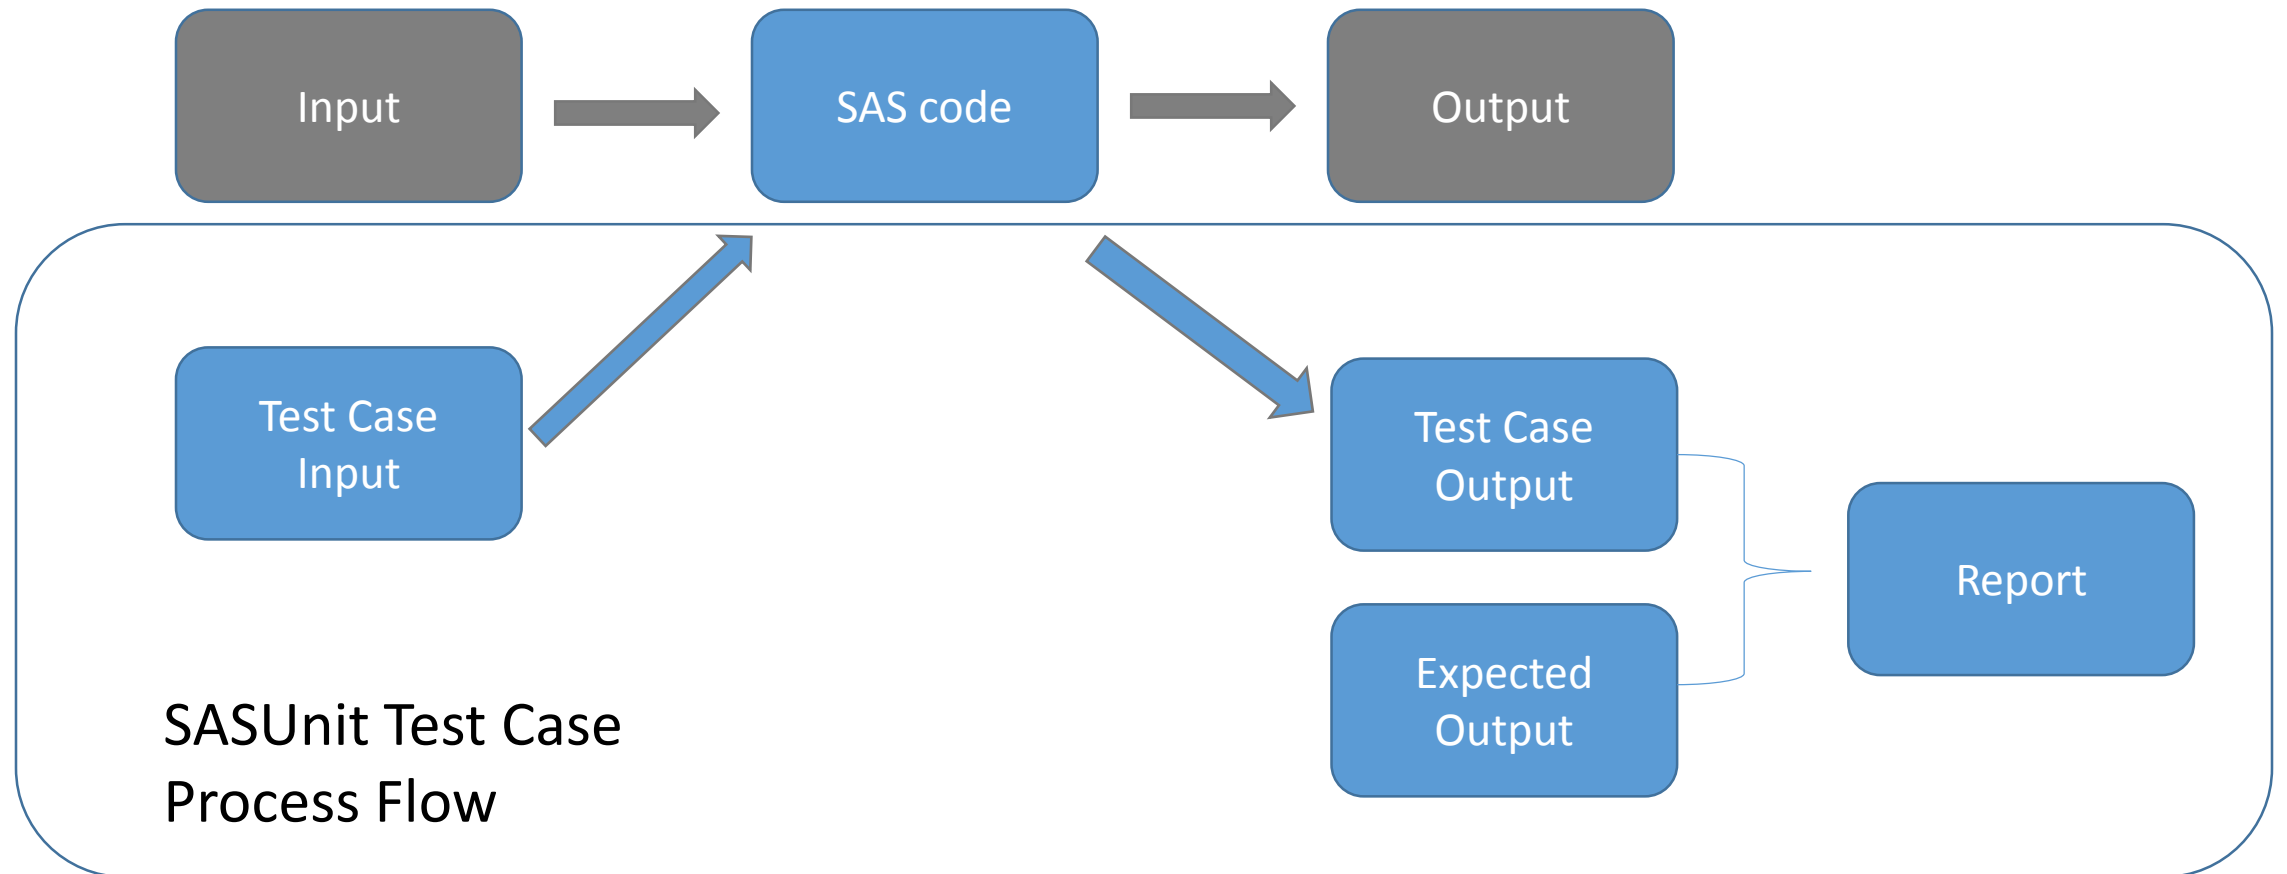 Input
SAS code
Output
Test Case
Input
Test Case
Output
Expected
Output
Report
SASUnit Test Case
Process Flow